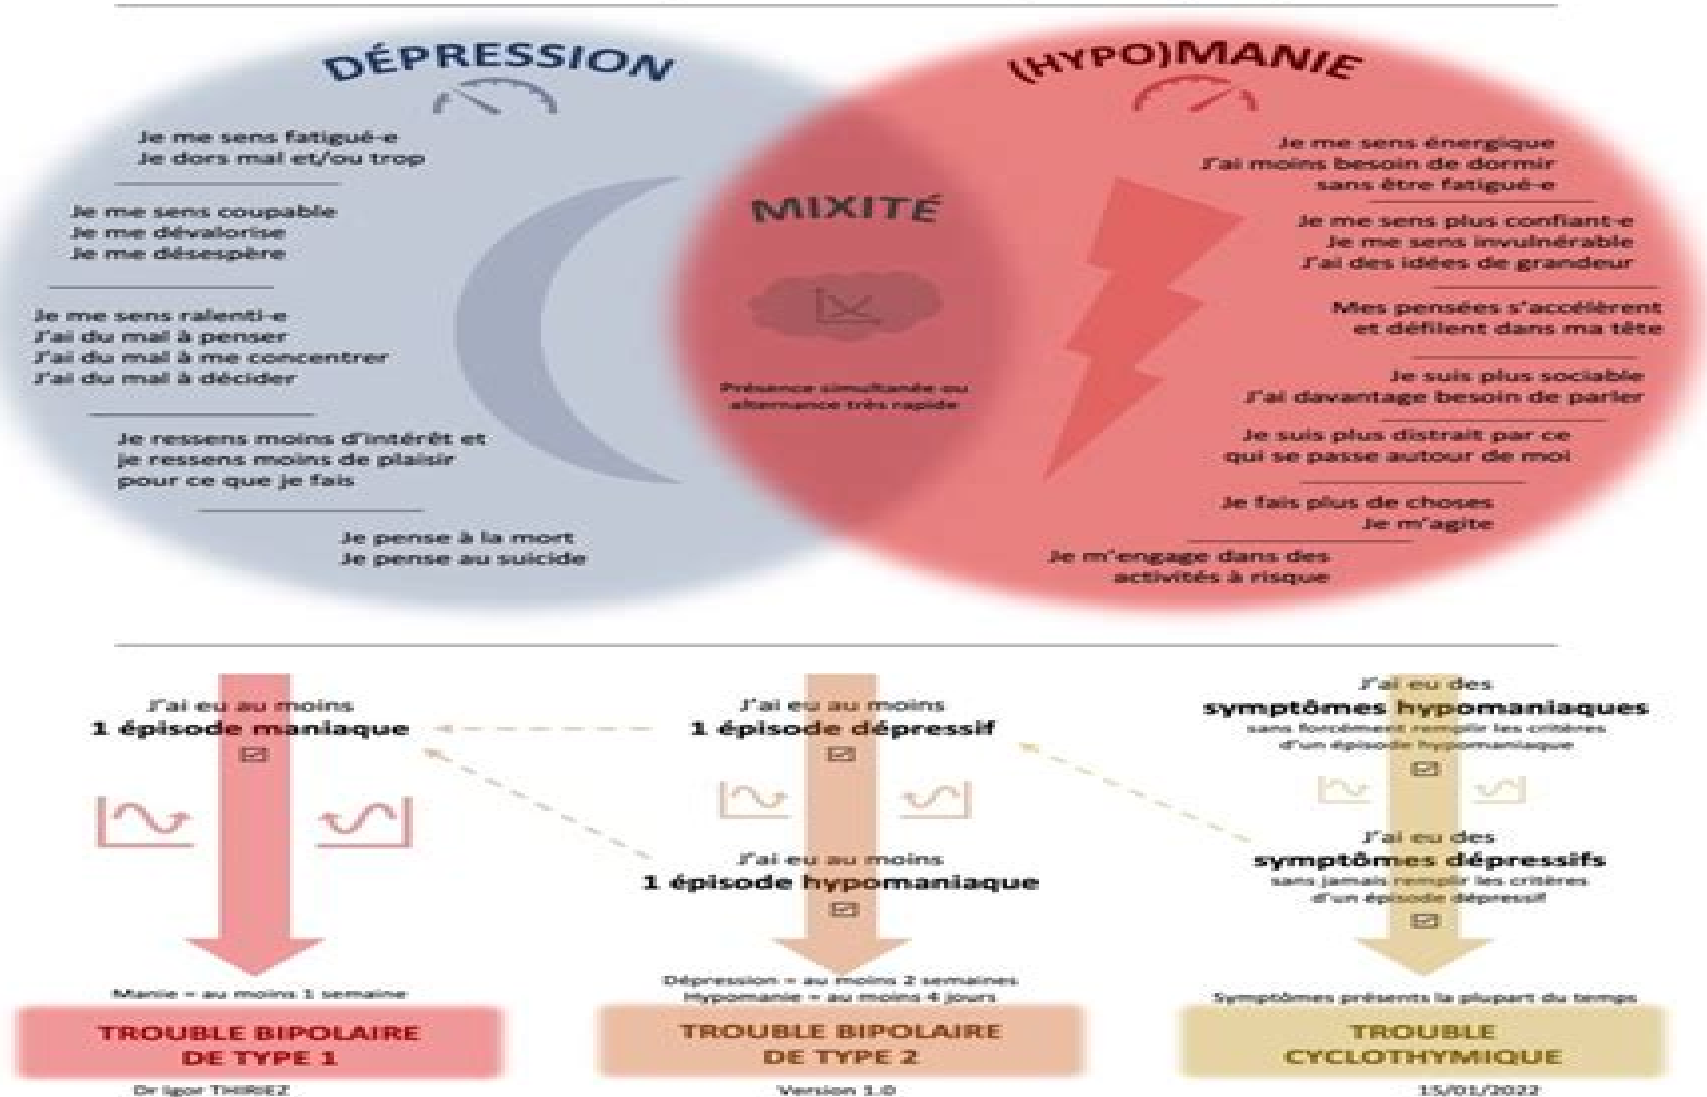 DÉPRESSION
Je me sens fatigué-e
Je dors mal et/ou trop
Je me sens coupable
Je me dévalorise
Je me désespère
Je me sens ralenti-e
J'ai du mal à penser
J'ai du mal à me concentrer
J'ai du mal à décider
Je ressens moins d'intérêt et
je ressens moins de plaisir
pour ce que je fais
Je pense à la mort
Je pense au suicide
MIXITÉ
Présence simultanée ou
alternance très rapide
(HYPO)MANIE
Je me sens énergique
J'ai moins besoin de dormir
sans être fatigué-e
Je me sens plus confiant-e
Je me sens invulnérable
J'ai des idées de grandeur
Mes pensées s'accélèrent
et défilent dans ma tête
Je suis plus sociable
J'ai davantage besoin de parler
Je suis plus distrait par ce
qui se passe autour de moi
Je fais plus de choses
Je m'agite
Je m'engage dans des
activités à risque
J'ai eu au moins
1 épisode maniaque
Manie = au moins 1 semaine
TROUBLE BIPOLAIRE
DE TYPE 1
J'ai eu au moins
1 épisode dépressif
J'ai eu au moins
1 épisode hypomaniaque
Dépression = au moins 2 semaines
Hypomanie = au moins 4 jours
TROUBLE BIPOLAIRE
DE TYPE 2
J'ai eu des
symptômes hypomaniaques
sans forcément remplir les critères
d'un épisode hypomaniaque
J'ai eu des
symptômes dépressifs
sans jamais remplir les critères
d'un épisode dépressif
Symptômes présents la plupart du temps
TROUBLE
CYCLOTHYMIQUE
Dr Igor THIRIEZ
Version 1.0
15/01/2022